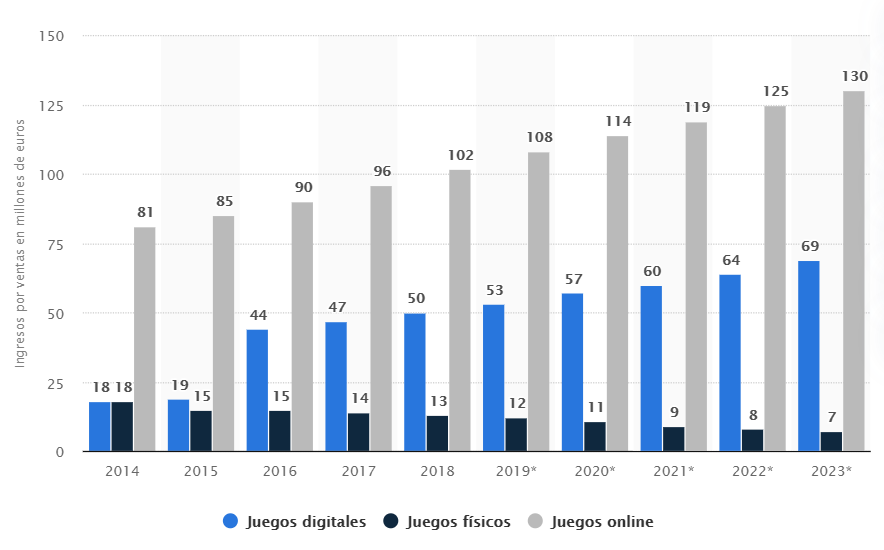 Ingresos por ventas en millones de euros
150
125
100
75
50
25
0
18 18 81
19 15 85
44 15 90
47 14 96
50 13 102
53 12 108
57 11 114
60 9 119
64 8 125
69 7 130
2014 2015 2016 2017 2018 2019* 2020* 2021* 2022* 2023*
Juegos digitales Juegos físicos Juegos online